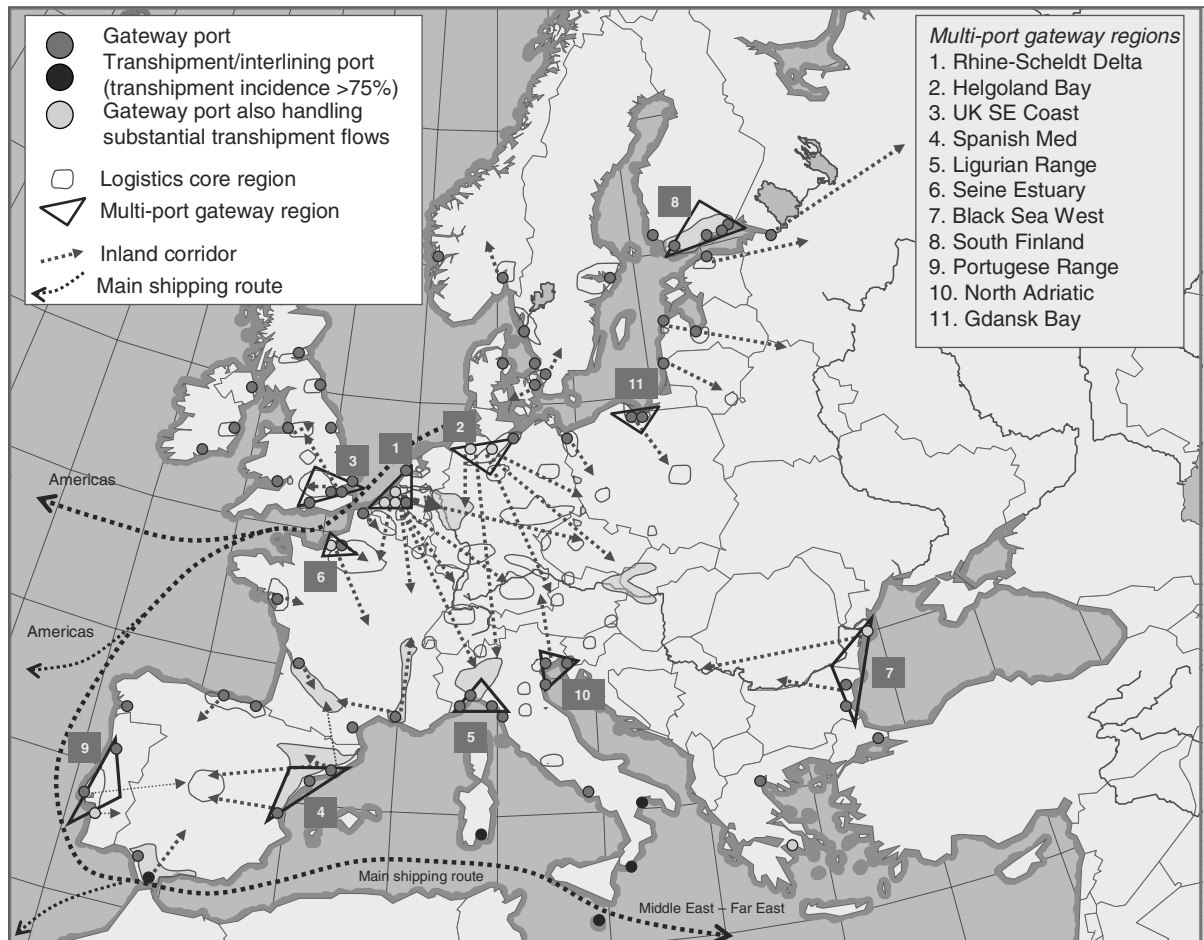 Gateway port
Transhipment/interlining port
(transhipment incidence >75%)
Gateway port also handling
substantial transhipment flows
Logistics core region
Multi-port gateway region
Inland corridor
Main shipping route
Multi-port gateway regions
1. Rhine-Scheldt Delta
2. Helgoland Bay
3. UK SE Coast
4. Spanish Med
5. Ligurian Range
6. Seine Estuary
7. Black Sea West
8. South Finland
9. Portugese Range
10. North Adriatic
11. Gdansk Bay
8
11
2
1
3
Americas
6
Americas
7
10
5
9
4
Main shipping route
Middle East – Far East